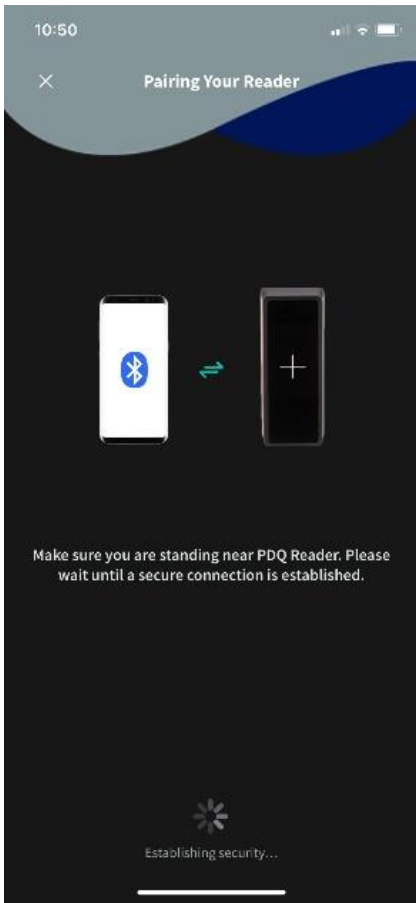 10:50
Pairing Your Reader
Make sure you are standing near PDQ Reader. Please
wait until a secure connection is established.
Establishing security...